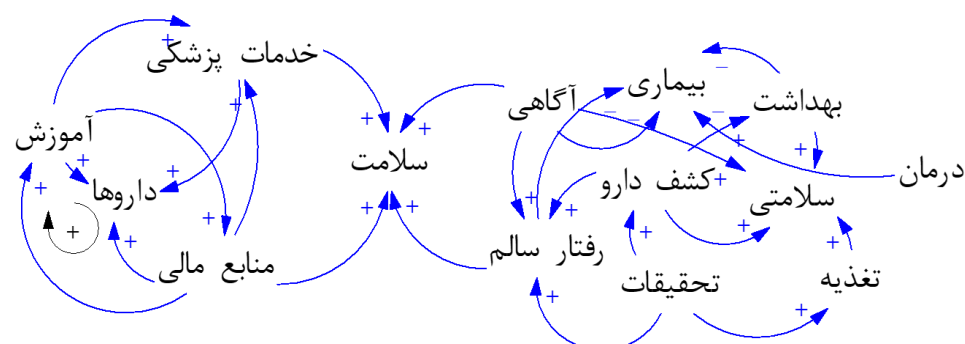 خدمات پزشکی
بیماری
آگاهی
بهداشت
آموزش
سلامت
درمان
داروها
کشف دارو
سلامتی
رفتار سالم
منابع مالی
تحقیقات
تغذیه